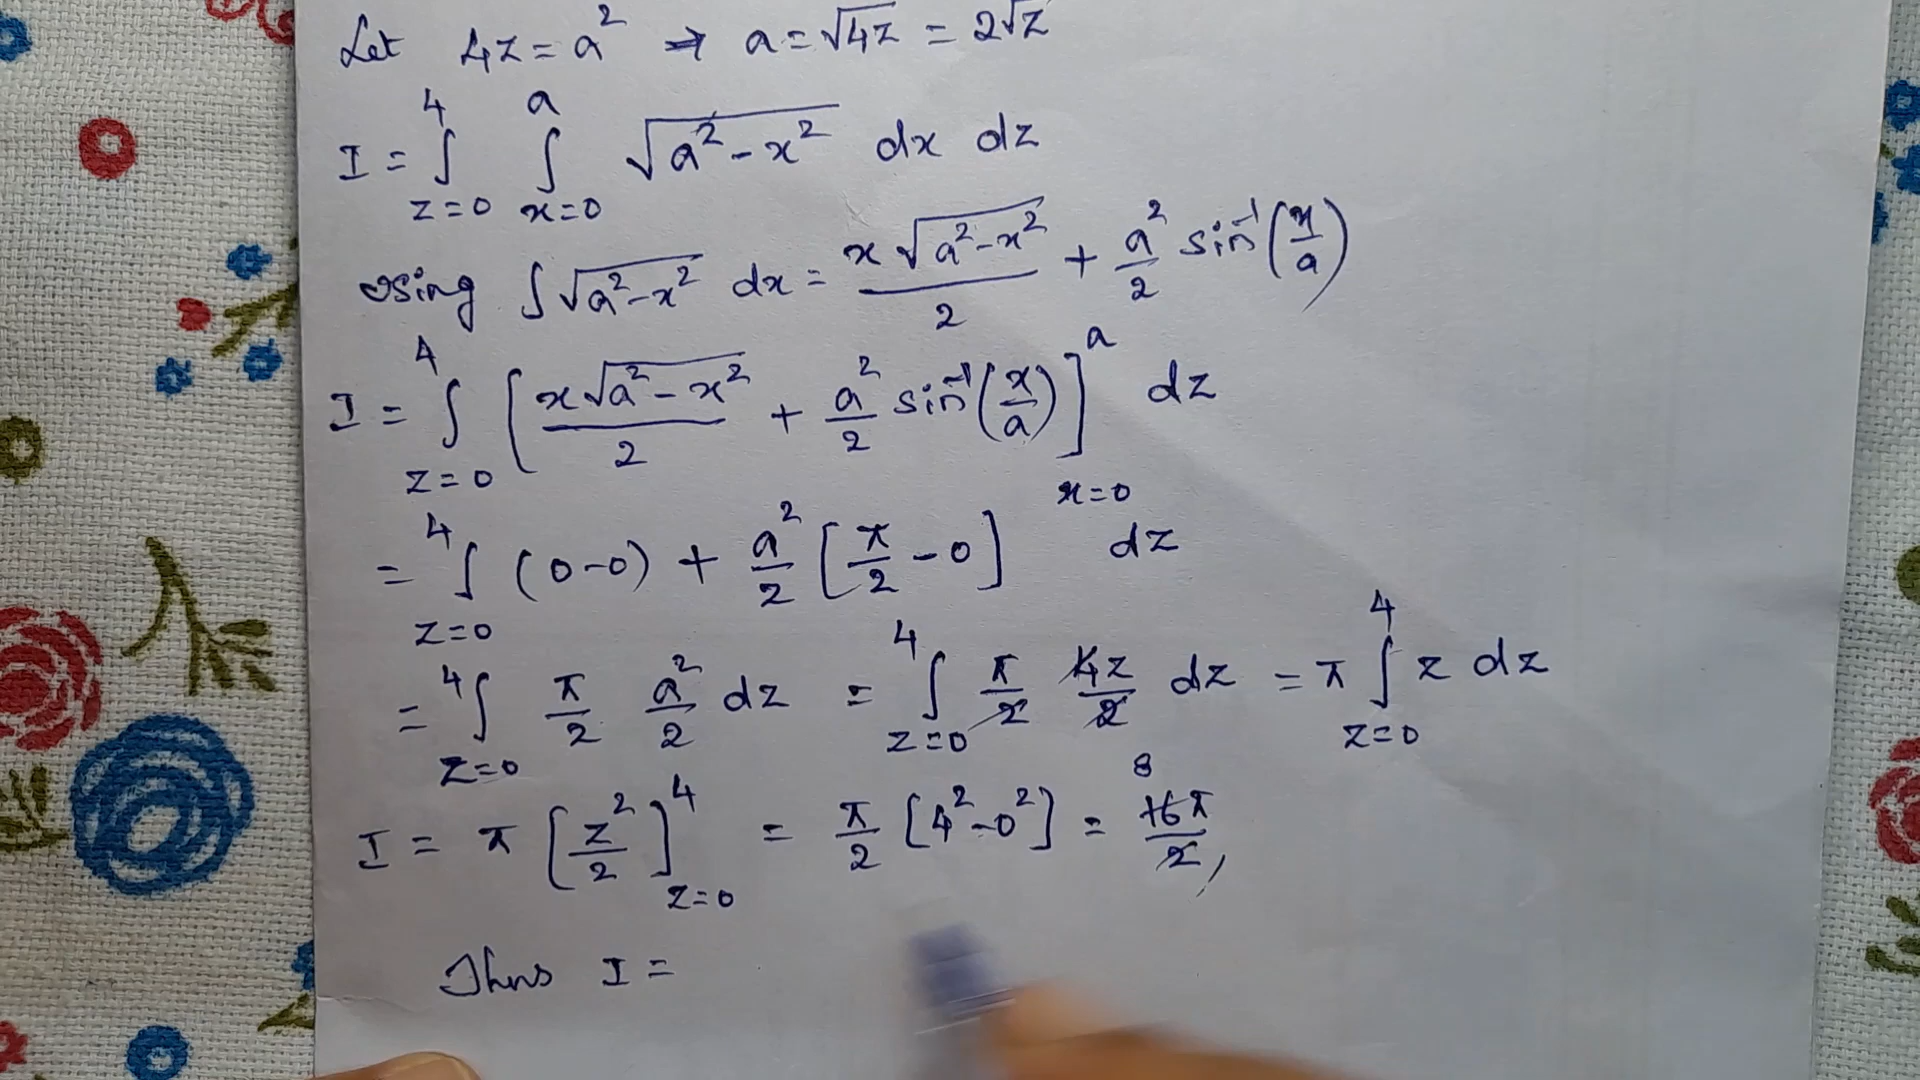 Let 4z = a² ⇒ a = √4z = 2√z
I = ∫_{z=0}^{4} ∫_{x=0}^{a} √(a²-x²) dx dz
Using ∫ √(a²-x²) dx = x√(a²-x²)/2 + a²/2 sin⁻¹(x/a)
I = ∫_{z=0}^{4} [x√(a²-x²)/2 + a²/2 sin⁻¹(x/a)]_{x=0}^{a} dz
= ∫_{z=0}^{4} (0-0) + a²/2 [π/2 - 0] dz
= ∫_{z=0}^{4} π/2 a²/2 dz = ∫_{z=0}^{4} π/2 4z/2 dz = π ∫_{z=0}^{4} z dz
I = π [z²/2]_{z=0}^{4} = π/2 [4²-0²] = 8 16π/2,
Thus I =